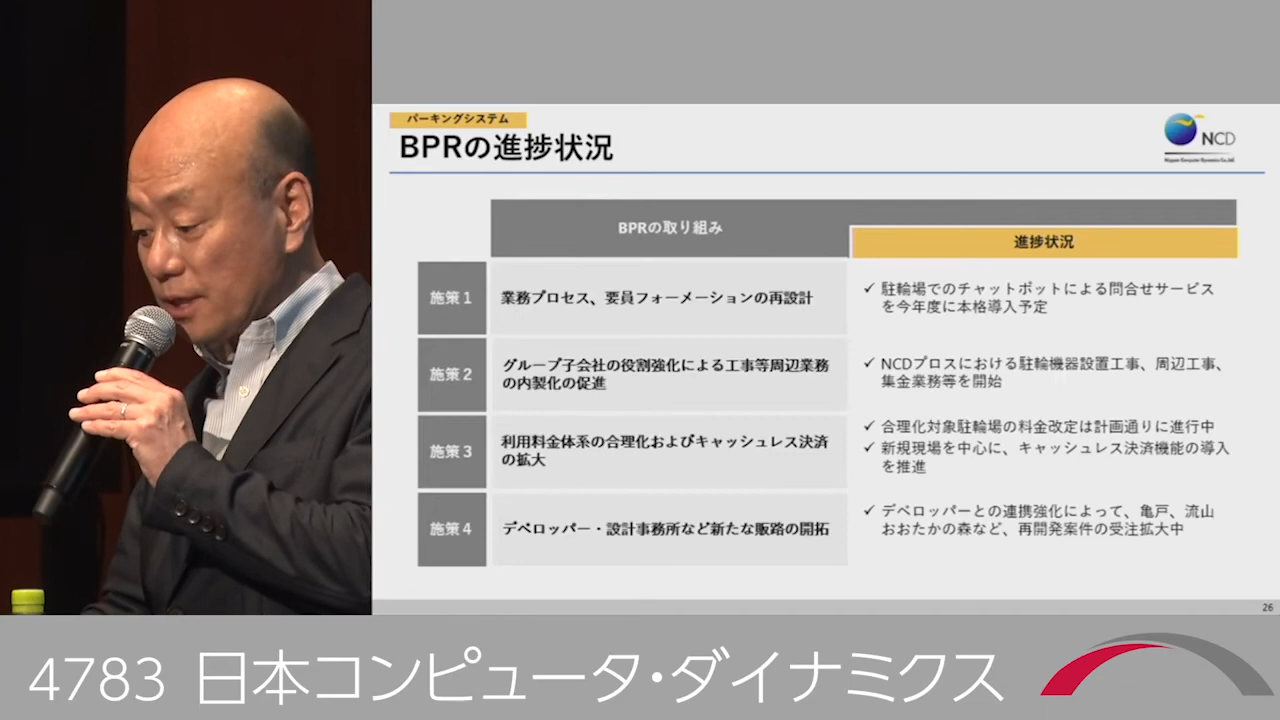 パーキングシステム
BPRの進捗状況
NCD
Nippon Computer Dynamics Co.,Ltd.
BPRの取り組み
進捗状況
施策1
業務プロセス、要員フォーメーションの再設計
✓ 駐輪場でのチャットボットによる問合せサービス
を今年度に本格導入予定
施策2
グループ子会社の役割強化による工事等周辺業務
の内製化の促進
✓ NCDプロスにおける駐輪機器設置工事、周辺工事、
集金業務等を開始
施策3
利用料金体系の合理化およびキャッシュレス決済
の拡大
✓ 合理化対象駐輪場の料金改定は計画通りに進行中
✓ 新規現場を中心に、キャッシュレス決済機能の導入
を推進
施策4
デベロッパー・設計事務所など新たな販路の開拓
✓ デベロッパーとの連携強化によって、亀戸、流山
おおたかの森など、再開発案件の受注拡大中
26
4783 日本コンピュータ・ダイナミクス